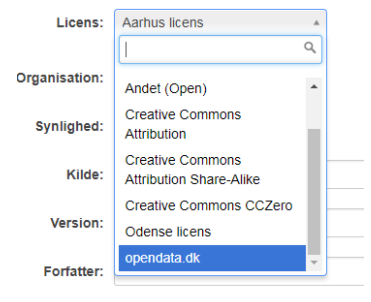 Licens:
Aarhus licens
Organisation:
Andet (Open)
Creative Commons
Attribution
Synlighed:
Creative Commons
Attribution Share-Alike
Kilde:
Creative Commons CCZero
Version:
Odense licens
opendata.dk
Forfatter: